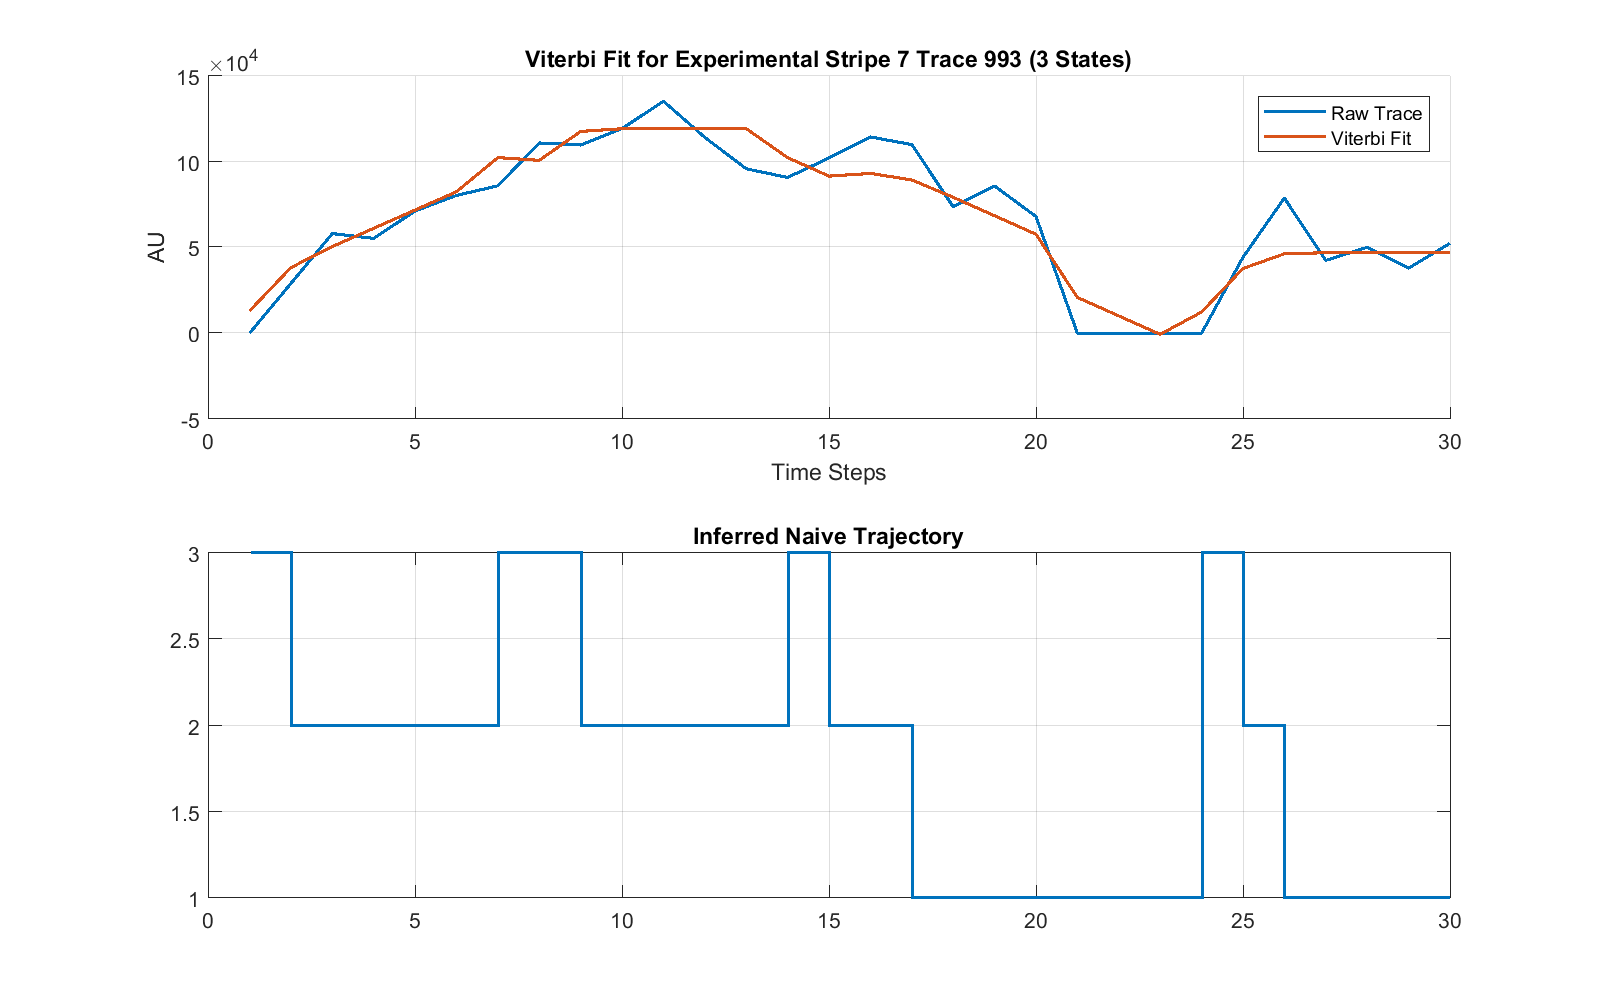 Viterbi Fit for Experimental Stripe 7 Trace 993 (3 States)
×10⁴
15
10
5
0
-5
AU
Raw Trace
Viterbi Fit
0 5 10 15 20 25 30
Time Steps
Inferred Naive Trajectory
3
2.5
2
1.5
1
0 5 10 15 20 25 30